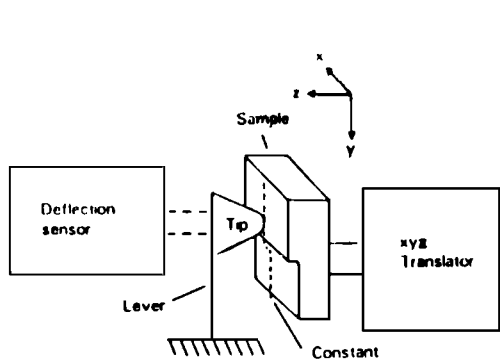 x
z
y
Sample
Deflection
sensor
Tip
xyz
Translator
Lever
Constant